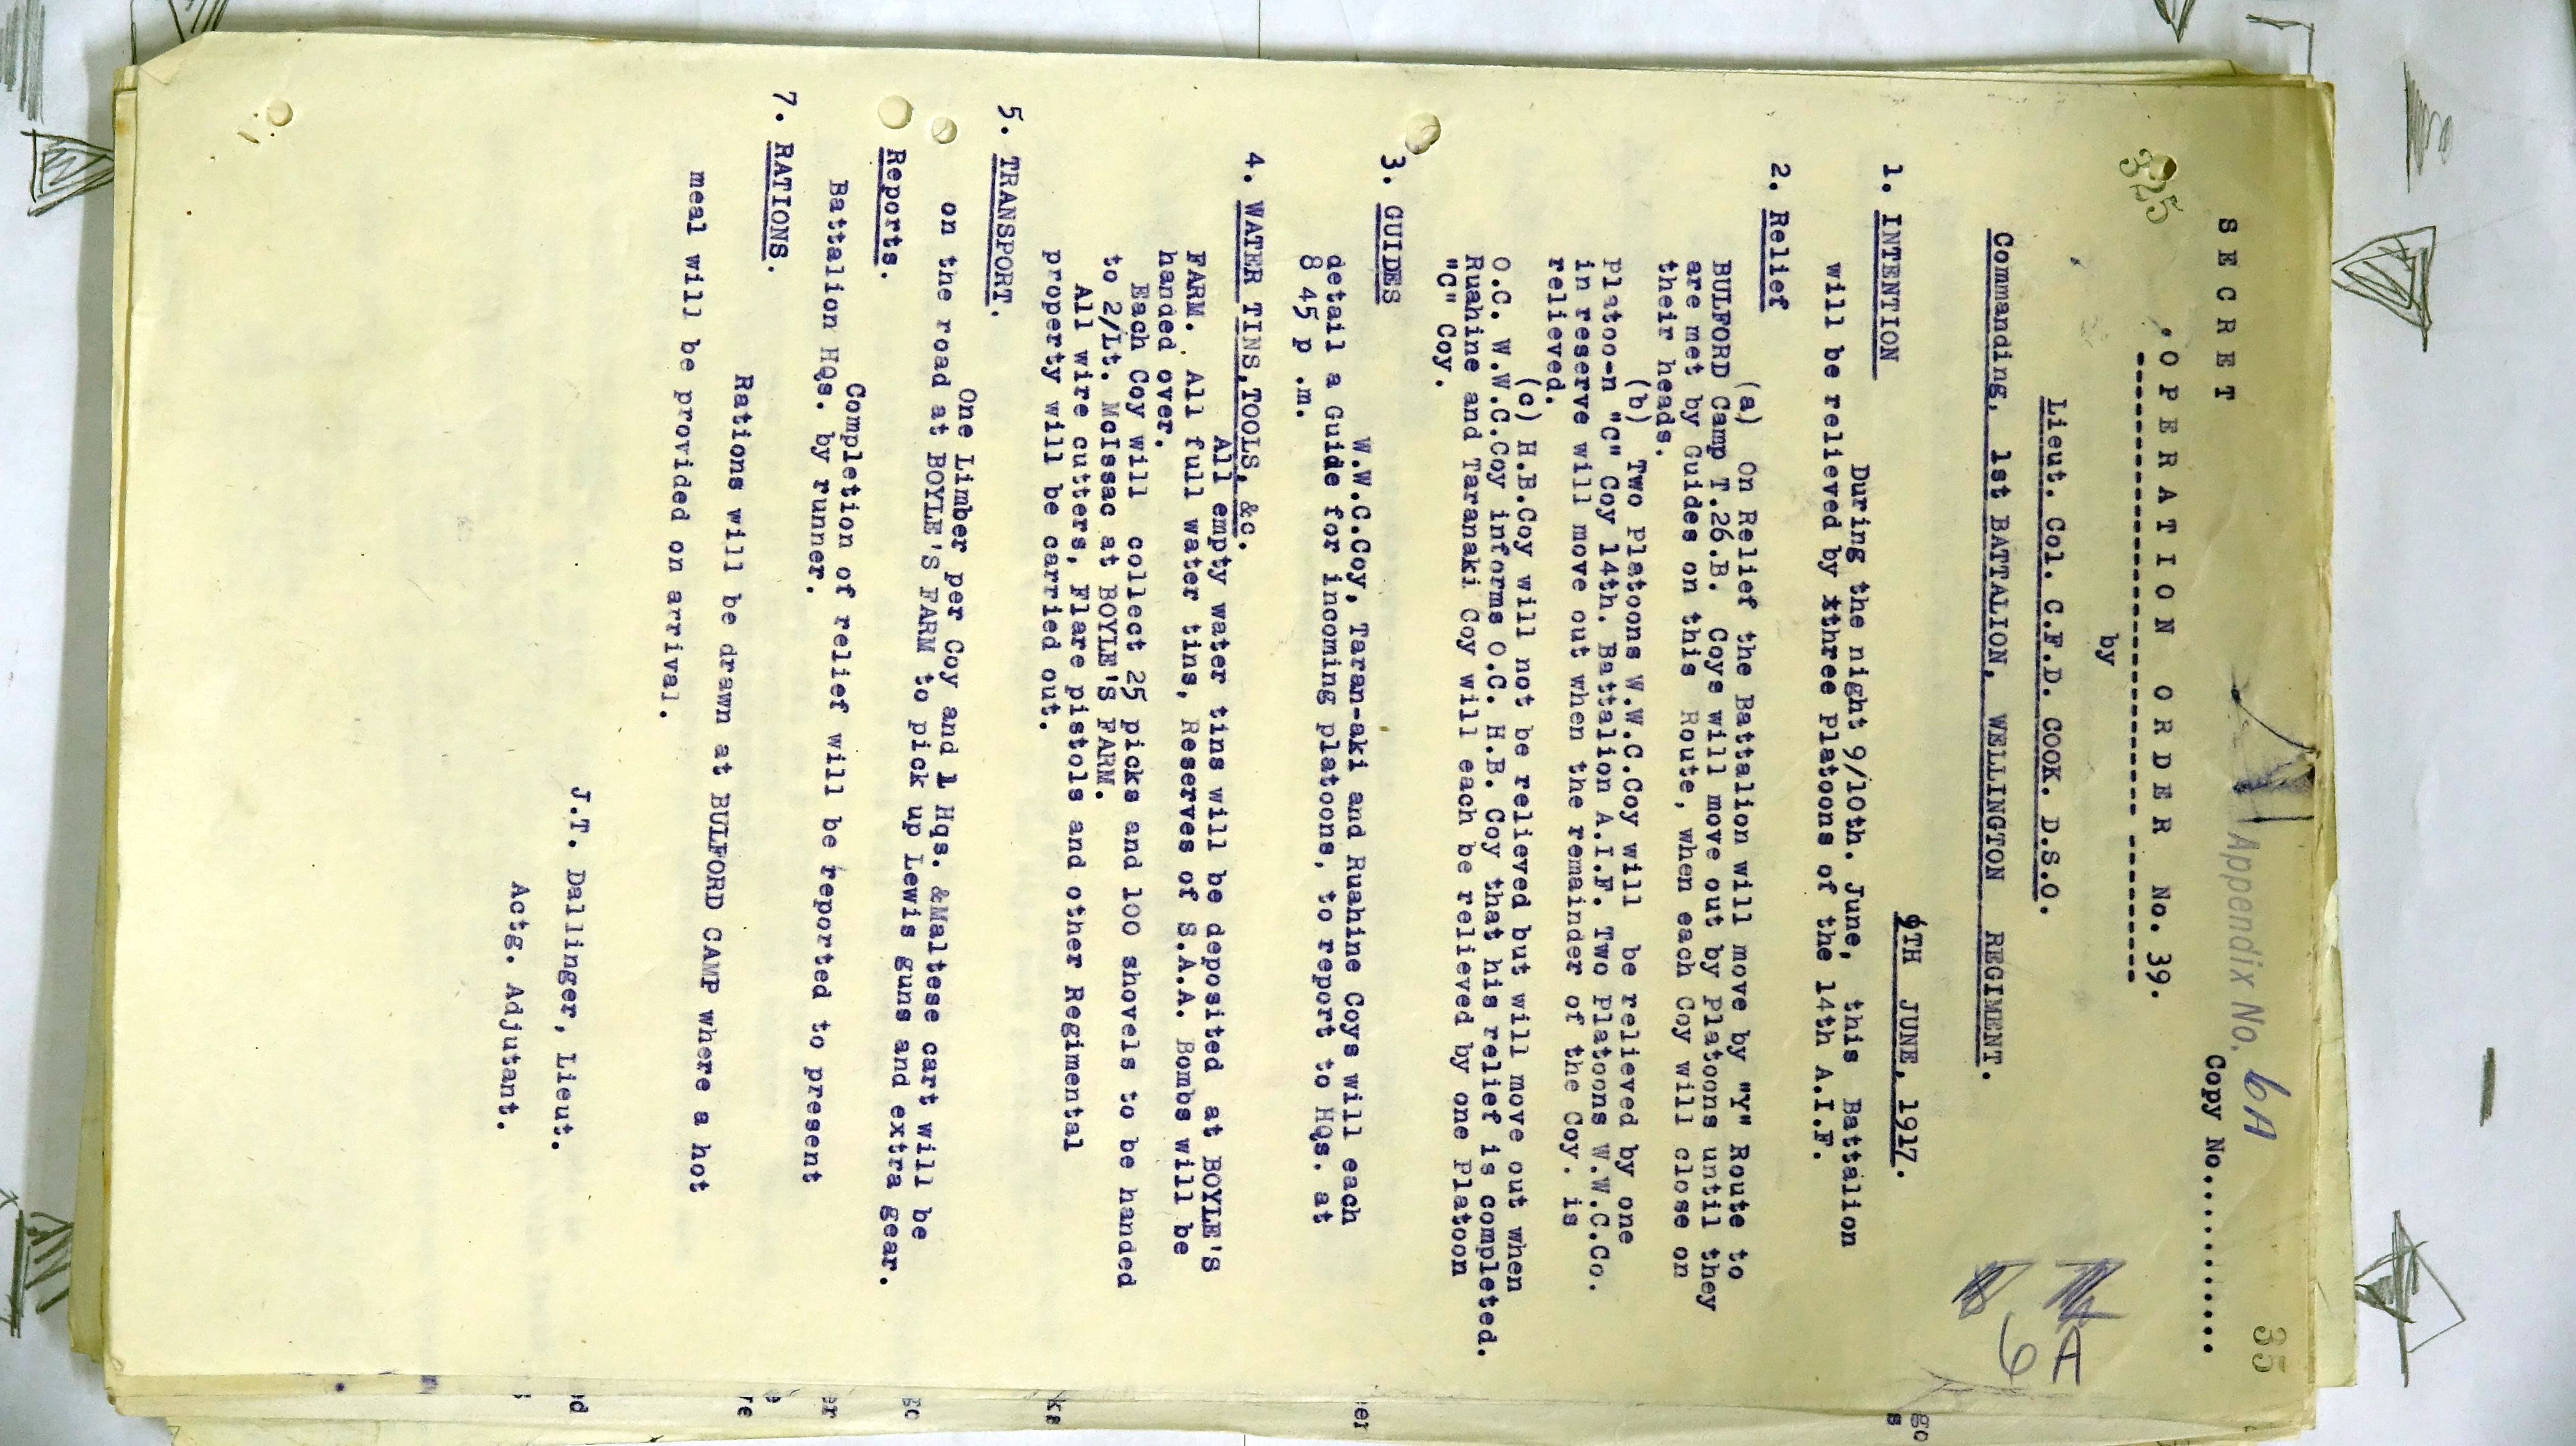 35
Appendix No. 6A
SECRET Copy No..........
325
.OPERATION ORDER No. 39.
by
Lieut. Col. C.F.D. COOK. D.S.O.
Commanding, 1st BATTALION, WELLINGTON REGIMENT.
6A
9TH JUNE, 1917.
1. INTENTION
During the night 9/10th. June, this Battalion
will be relieved by xthree Platoons of the 14th A.I.F.
2. Relief
(a) On Relief the Battalion will move by "Y" Route to
BULFORD Camp T.26.B. Coys will move out by Platoons until they
are met by Guides on this Route, when each Coy will close on
their heads.
(b) Two Platoons W.W.C.Coy will be relieved by one
Platoo-n "C" Coy 14th. Battalion A.I.F. Two Platoons W.W.C.Co.
in reserve will move out when the remainder of the Coy. is
relieved.
(c) H.B.Coy will not be relieved but will move out when
O.C. W.W.C.Coy informs O.C. H.B. Coy that his relief is completed.
Ruahine and Taranaki Coy will each be relieved by one Platoon
"C" Coy.
3. GUIDES
W.W.C.Coy, Taran-aki and Ruahine Coys will each
detail a Guide for incoming platoons, to report to HQs. at
8 45 p .m.
4. WATER TINS,TOOLS, &c.
All empty water tins will be deposited at BOYLE'S
FARM. All full water tins, Reserves of S.A.A. Bombs will be
handed over.
Each Coy will collect 25 picks and 100 shovels to be handed
to 2/Lt. McIssac at BOYLE'S FARM.
All wire cutters, Flare pistols and other Regimental
property will be carried out.
5. TRANSPORT.
One Limber per Coy and 1 Hqs. &Maltese cart will be
on the road at BOYLE'S FARM to pick up Lewis guns and extra gear.
Reports.
Completion of relief will be reported to present
Battalion HQs. by runner.
7. RATIONS.
Rations will be drawn at BULFORD CAMP where a hot
meal will be provided on arrival.
J.T. Dallinger, Lieut.
Actg. Adjutant.